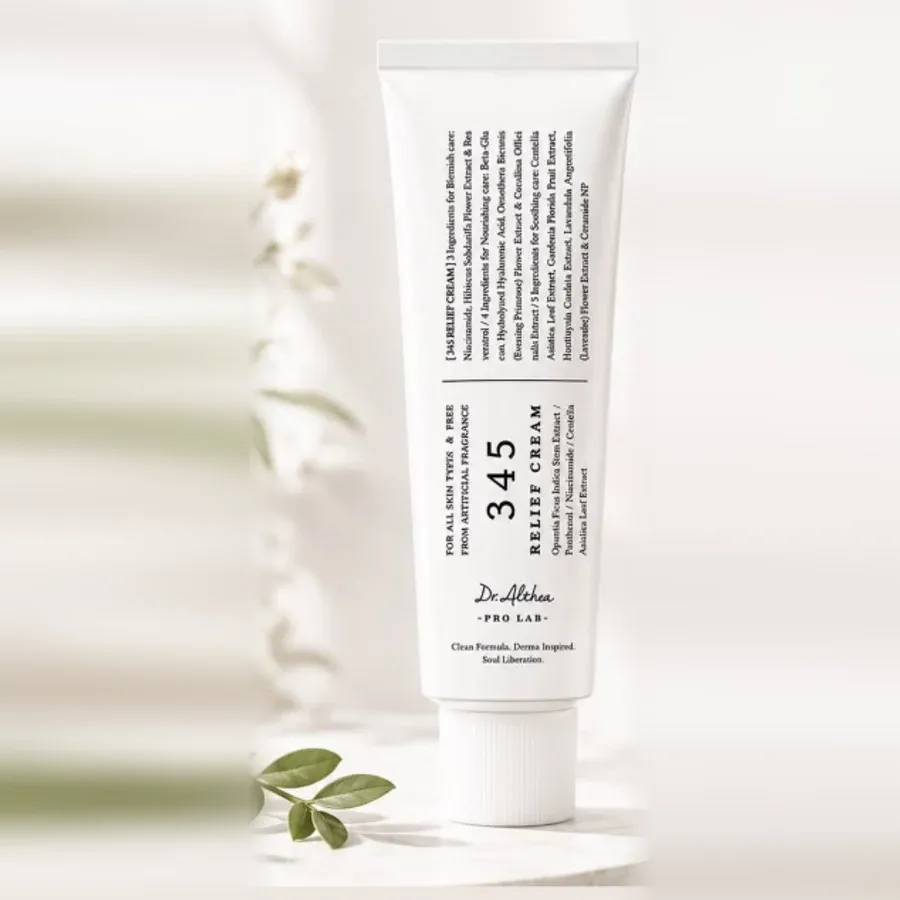 [345 RELIEF CREAM] 3 Ingredients for Blemish care:
Niacinamide, Hibiscus Sabdariffa Flower Extract & Res
veratrol / 4 Ingredients for Nourishing care: Beta-Glu
can, Hydrolyzed Hyaluronic Acid, Oenothera Biennis
(Evening Primrose) Flower Extract & Corallina Offici
nalis Extract / 5 Ingredients for Soothing care: Centella
Asiatica Leaf Extract, Gardenia Florida Fruit Extract,
Houttuynia Cordata Extract, Lavandula Angustifolia
(Lavender) Flower Extract & Ceramide NP
FOR ALL SKIN TYPES & FREE
FROM ARTIFICIAL FRAGRANCE
345
RELIEF CREAM
Opuntia Ficus Indica Stem Extract /
Panthenol / Niacinamide / Centella
Asiatica Leaf Extract
Dr. Althea
-PRO LAB-
Clean Formula. Derma Inspired.
Soul Liberation.